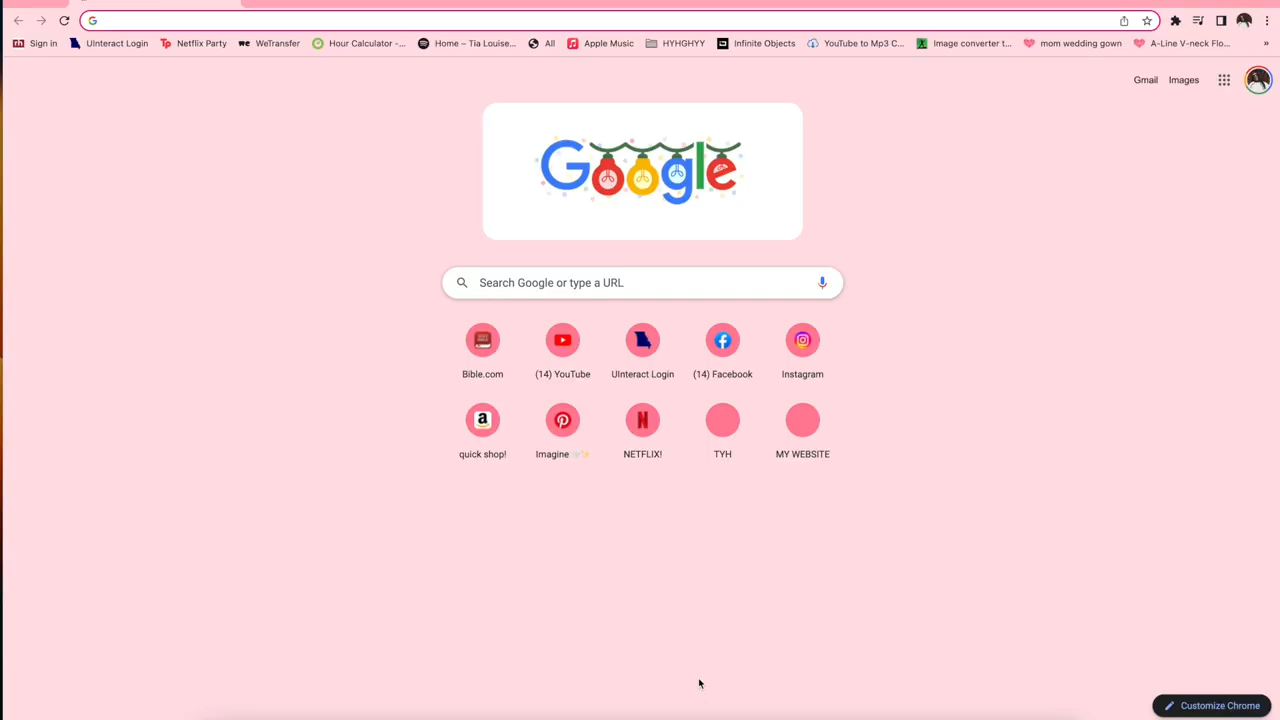 Sign in UInteract Login Netflix Party WeTransfer Hour Calculator -... Home – Tia Louise... All Apple Music HYHGHYY Infinite Objects YouTube to Mp3 C... Image converter t... mom wedding gown A-Line V-neck Flo... »
Gmail Images
Google
Search Google or type a URL
Bible.com (14) YouTube UInteract Login (14) Facebook Instagram
quick shop! Imagine NETFLIX! TYH MY WEBSITE
Customize Chrome